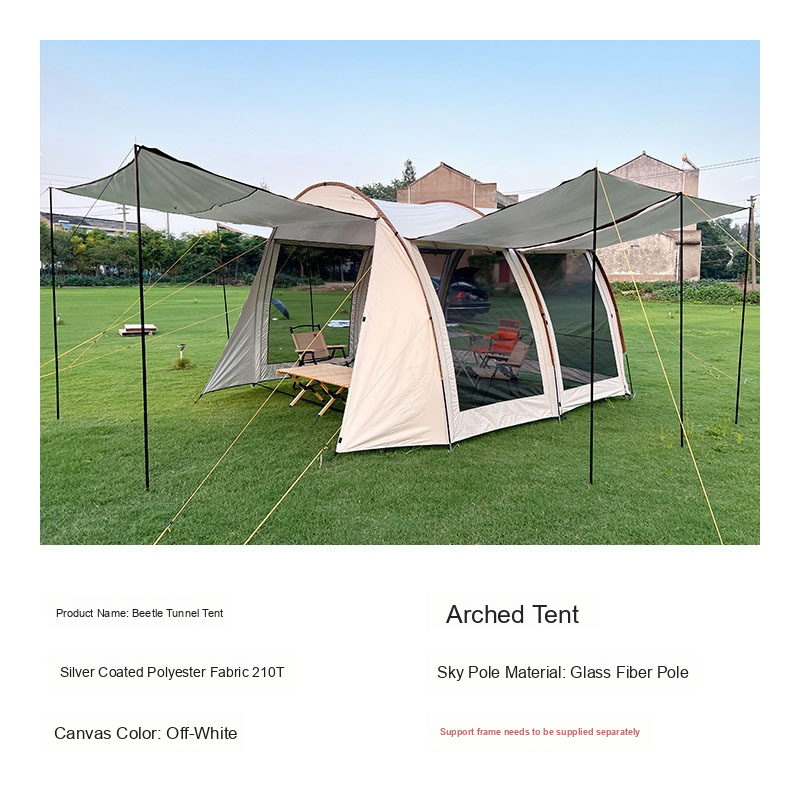 Product Name: Beetle Tunnel Tent
Arched Tent
Silver Coated Polyester Fabric 210T
Sky Pole Material: Glass Fiber Pole
Canvas Color: Off-White
Support frame needs to be supplied separately